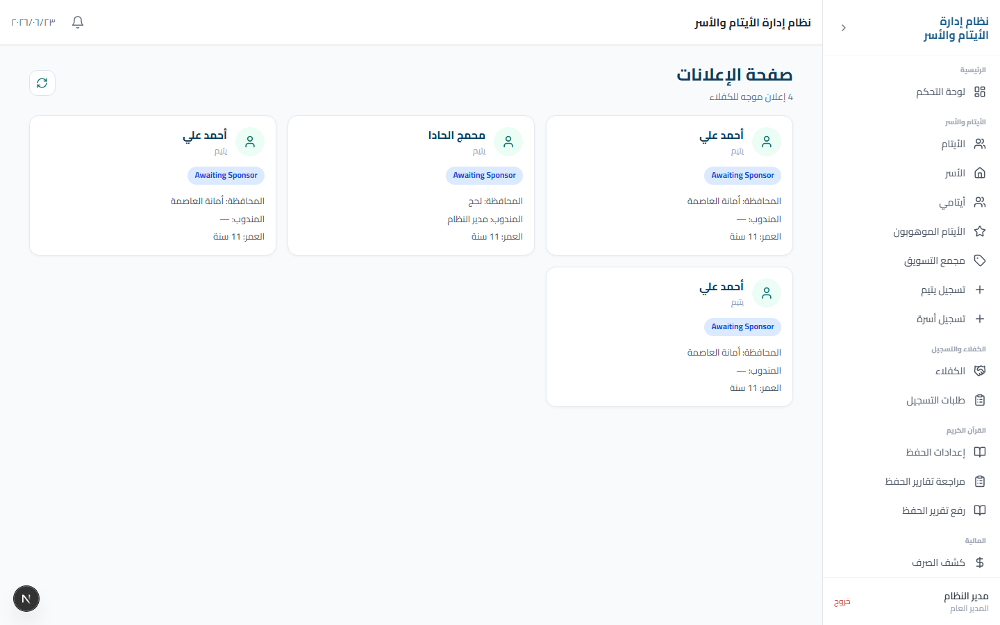 نظام إدارة
الأيتام والأسر
الرئيسية
لوحة التحكم
الأيتام والأسر
الأيتام
الأسر
أيتامي
الأيتام الموهوبون
مجمع التسويق
تسجيل يتيم
تسجيل أسرة
الكفلاء والتسجيل
الكفلاء
طلبات التسجيل
القرآن الكريم
إعدادات الحفظ
مراجعة تقارير الحفظ
رفع تقرير الحفظ
المالية
كشف الصرف
مدير النظام
المدير العام
خروج
نظام إدارة الأيتام والأسر
٢٠٢٦/٠٦/٢٣
صفحة الإعلانات
4 إعلان موجه للكفلاء
أحمد علي
يتيم
Awaiting Sponsor
المحافظة: أمانة العاصمة
المندوب: —
العمر: 11 سنة
محمج الحادا
يتيم
Awaiting Sponsor
المحافظة: لحج
المندوب: مدير النظام
العمر: 11 سنة
أحمد علي
يتيم
Awaiting Sponsor
المحافظة: أمانة العاصمة
المندوب: —
العمر: 11 سنة
أحمد علي
يتيم
Awaiting Sponsor
المحافظة: أمانة العاصمة
المندوب: —
العمر: 11 سنة
N